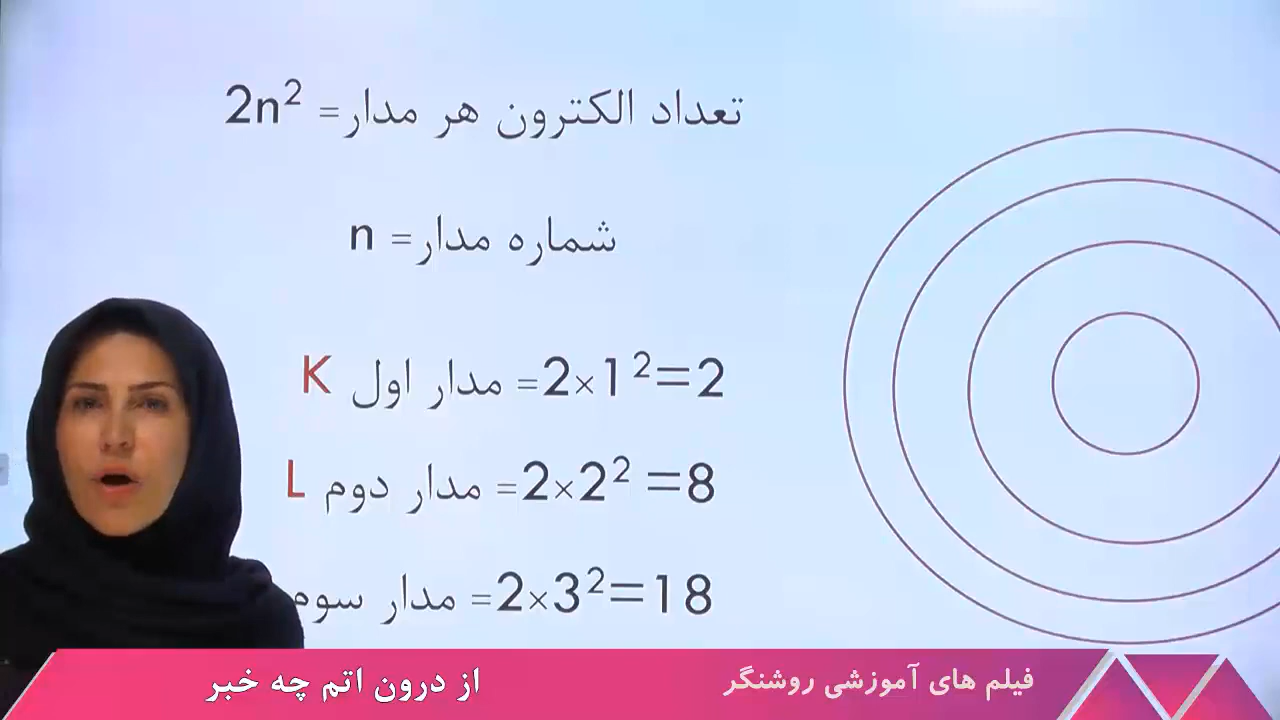 تعداد الکترون هر مدار= 2n²
شماره مدار= n
K مدار اول =2×1²=2
L مدار دوم =2×2²=8
مدار سوم =2×3²=18
فیلم های آموزشی روشنگر
از درون اتم چه خبر